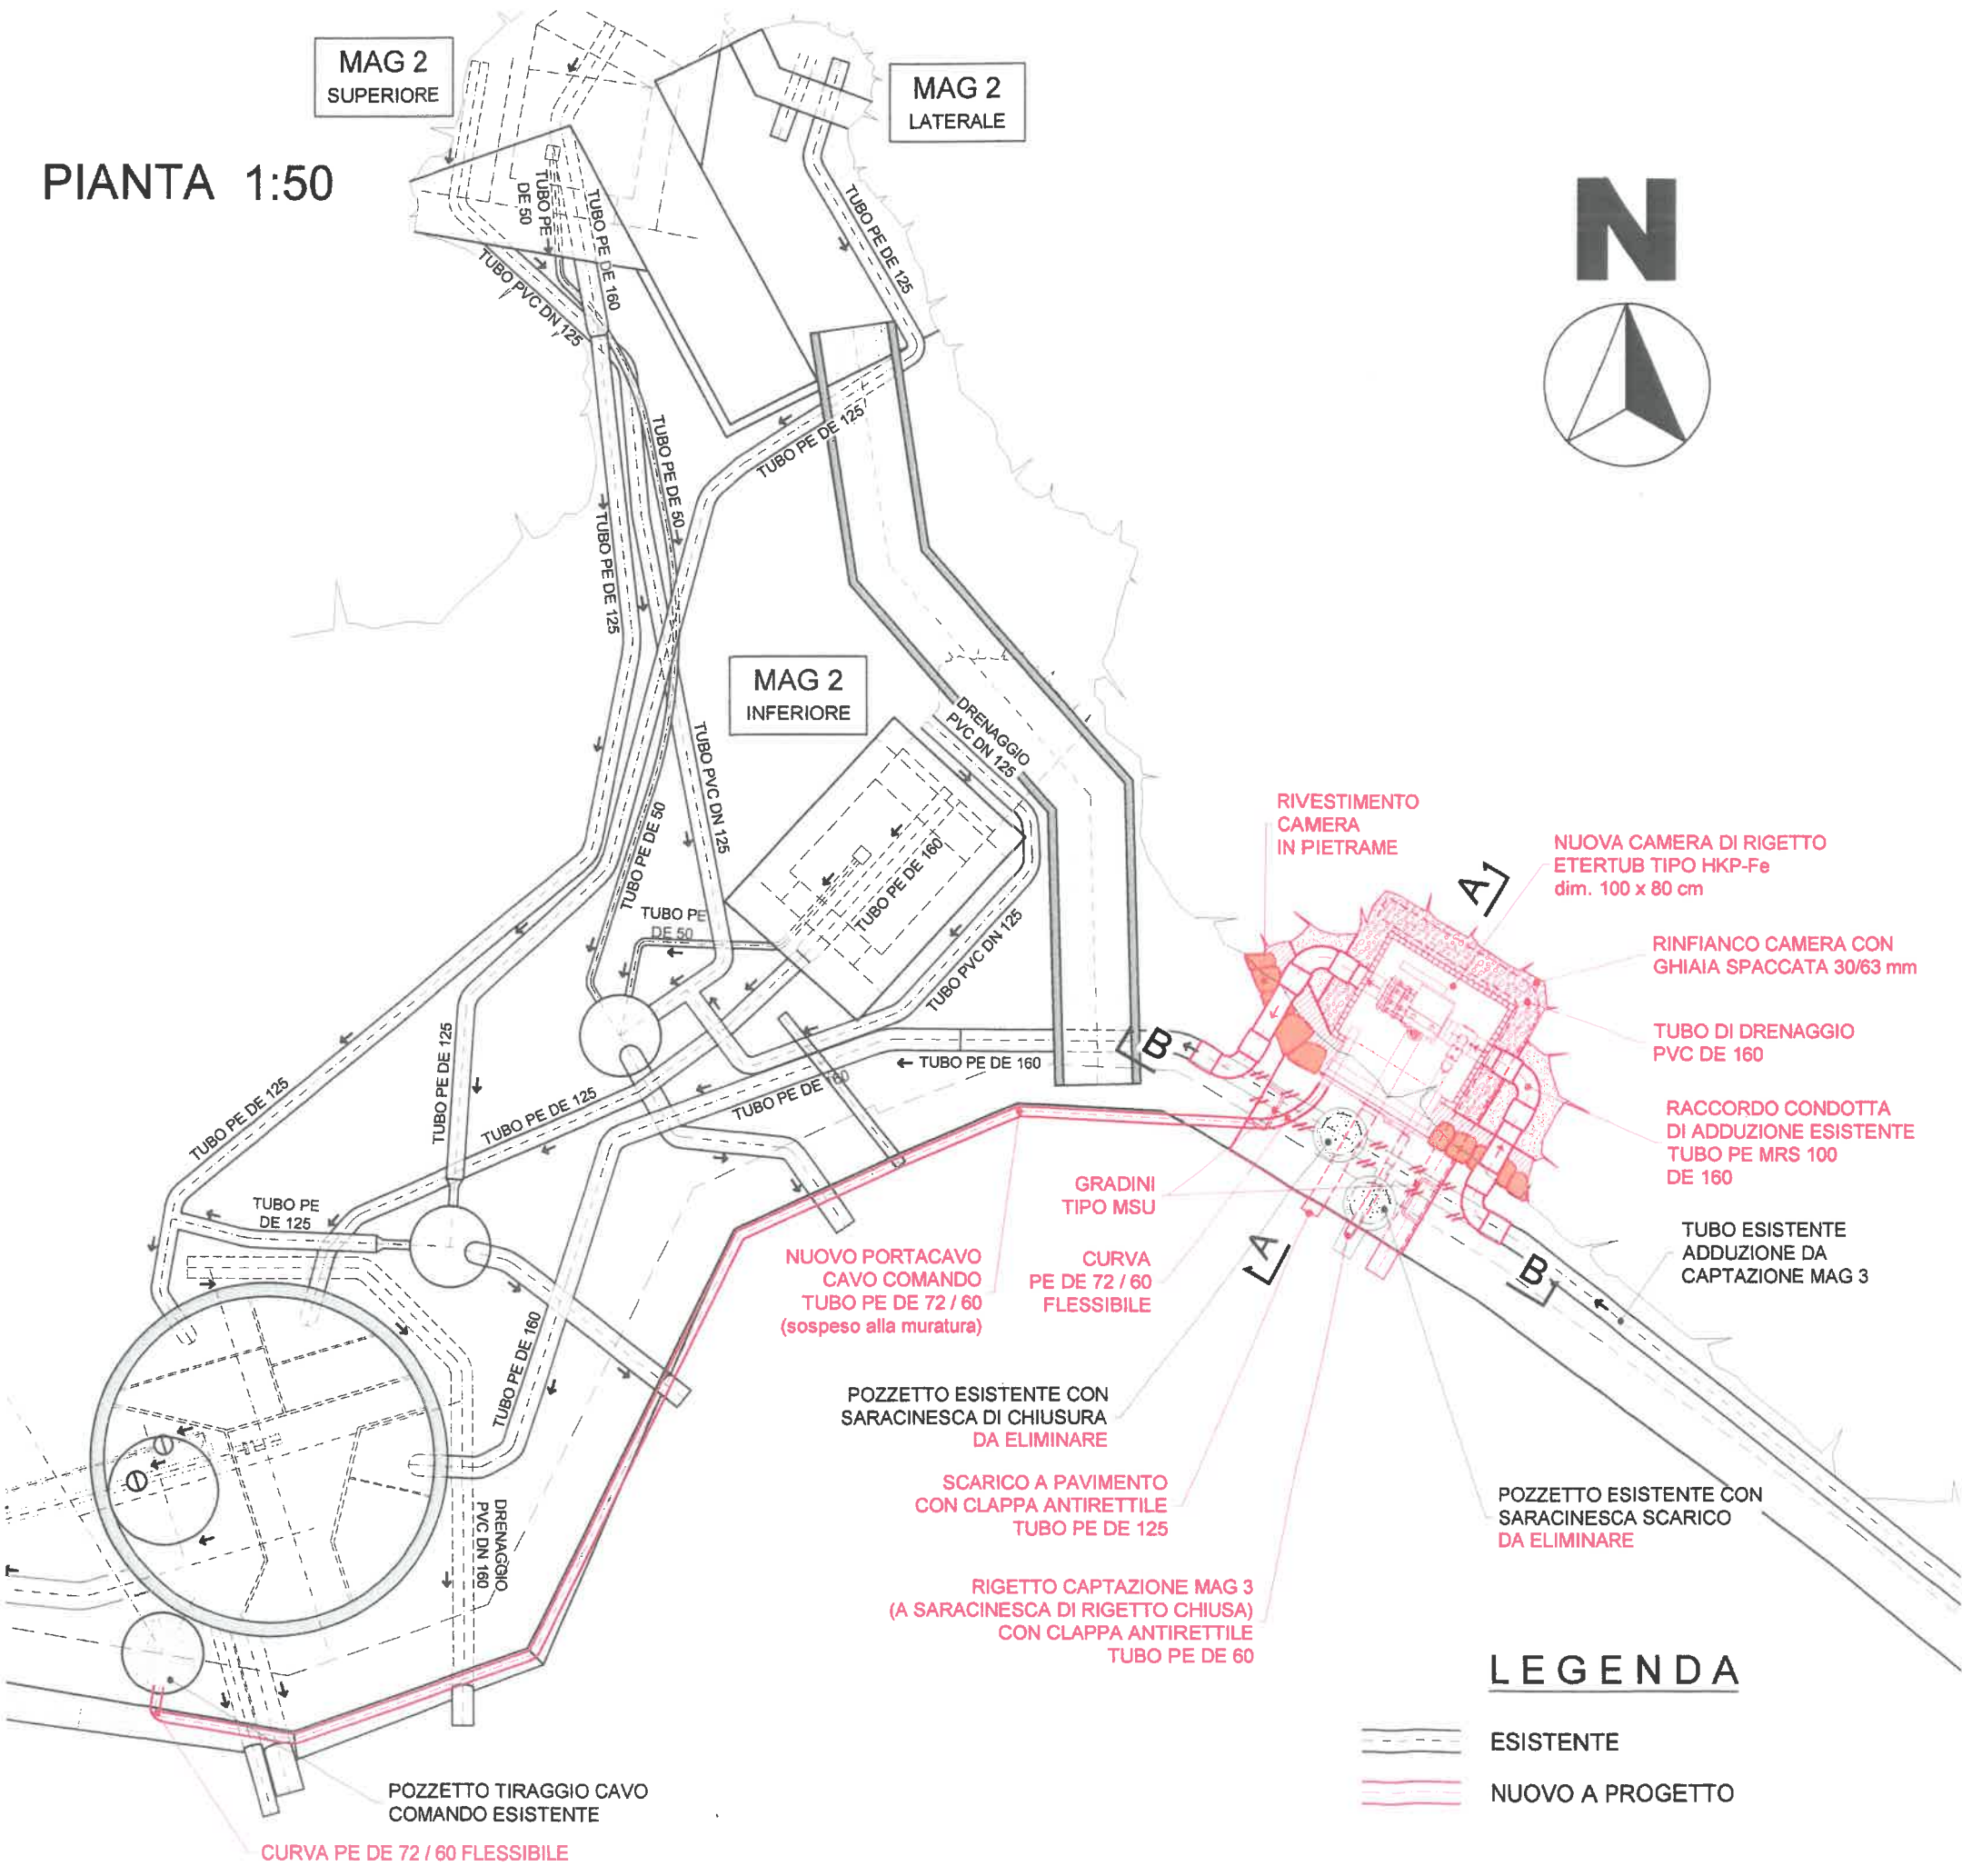 MAG 2
SUPERIORE
MAG 2
LATERALE
PIANTA 1:50
N
TUBO PE
DE 50
TUBO PE DE 160
TUBO PVC DN 125
TUBO PE DE 125
TUBO PE DE 125
TUBO PE DE 50
TUBO PE DE 125
MAG 2
INFERIORE
DRENAGGIO
PVC DN 125
TUBO PVC DN 125
TUBO PE DE 50
TUBO PE DE 160
TUBO PE
DE 50
TUBO PVC DN 125
RIVESTIMENTO
CAMERA
IN PIETRAME
NUOVA CAMERA DI RIGETTO
ETERTUB TIPO HKP-Fe
dim. 100 x 80 cm
A
RINFIANCO CAMERA CON
GHIAIA SPACCATA 30/63 mm
TUBO DI DRENAGGIO
PVC DE 160
B
TUBO PE DE 160
TUBO PE DE 160
TUBO PE DE 125
TUBO PE DE 125
TUBO PE DE 125
RACCORDO CONDOTTA
DI ADDUZIONE ESISTENTE
TUBO PE MRS 100
DE 160
GRADINI
TIPO MSU
TUBO PE
DE 125
TUBO ESISTENTE
ADDUZIONE DA
CAPTAZIONE MAG 3
NUOVO PORTACAVO
CAVO COMANDO
TUBO PE DE 72 / 60
(sospeso alla muratura)
CURVA
PE DE 72 / 60
FLESSIBILE
A
B
TUBO PE DE 160
POZZETTO ESISTENTE CON
SARACINESCA DI CHIUSURA
DA ELIMINARE
SCARICO A PAVIMENTO
CON CLAPPA ANTIRETTILE
TUBO PE DE 125
POZZETTO ESISTENTE CON
SARACINESCA SCARICO
DA ELIMINARE
DRENAGGIO
PVC DN 160
RIGETTO CAPTAZIONE MAG 3
(A SARACINESCA DI RIGETTO CHIUSA)
CON CLAPPA ANTIRETTILE
TUBO PE DE 60
LEGENDA
ESISTENTE
NUOVO A PROGETTO
POZZETTO TIRAGGIO CAVO
COMANDO ESISTENTE
CURVA PE DE 72 / 60 FLESSIBILE